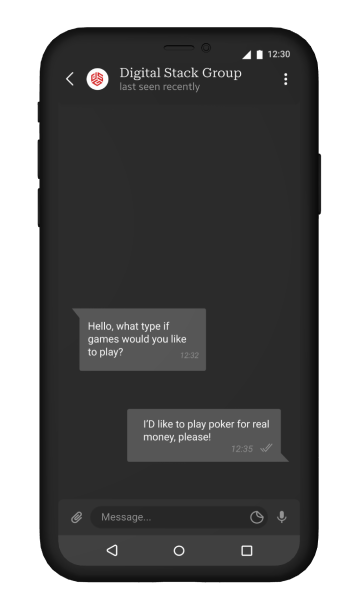 12:30
Digital Stack Group
last seen recently
Hello, what type if
games would you like
to play?
12:32
I'D like to play poker for real
money, please!
12:35
Message...